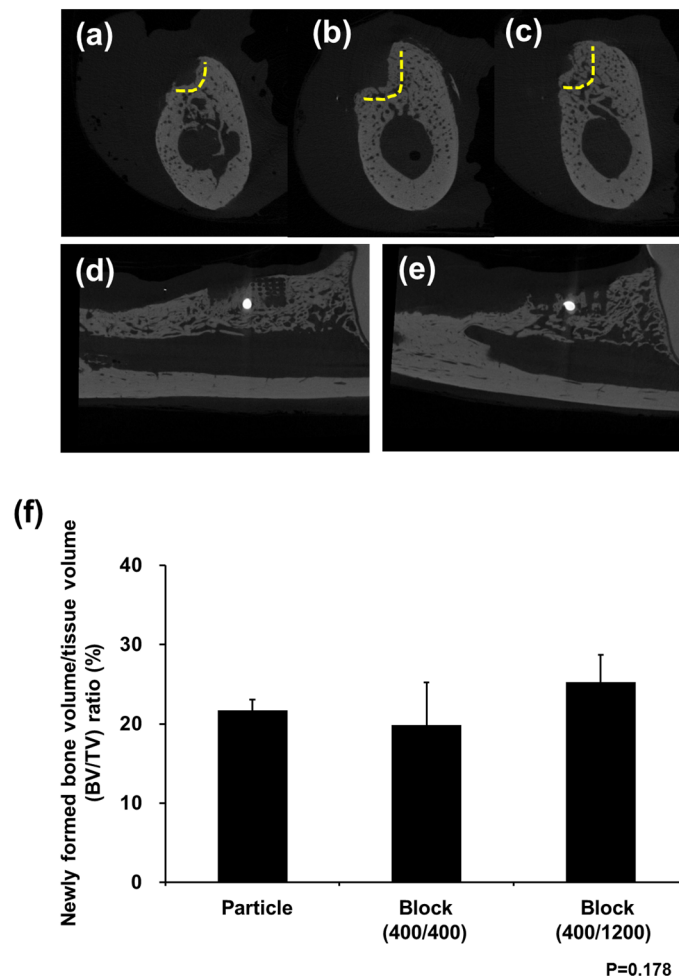 (a)
(b)
(c)
(d)
(e)
(f)
Newly formed bone volume/tissue volume
(BV/TV) ratio (%)
40
30
20
10
0
Particle
Block
(400/400)
Block
(400/1200)
P=0.178